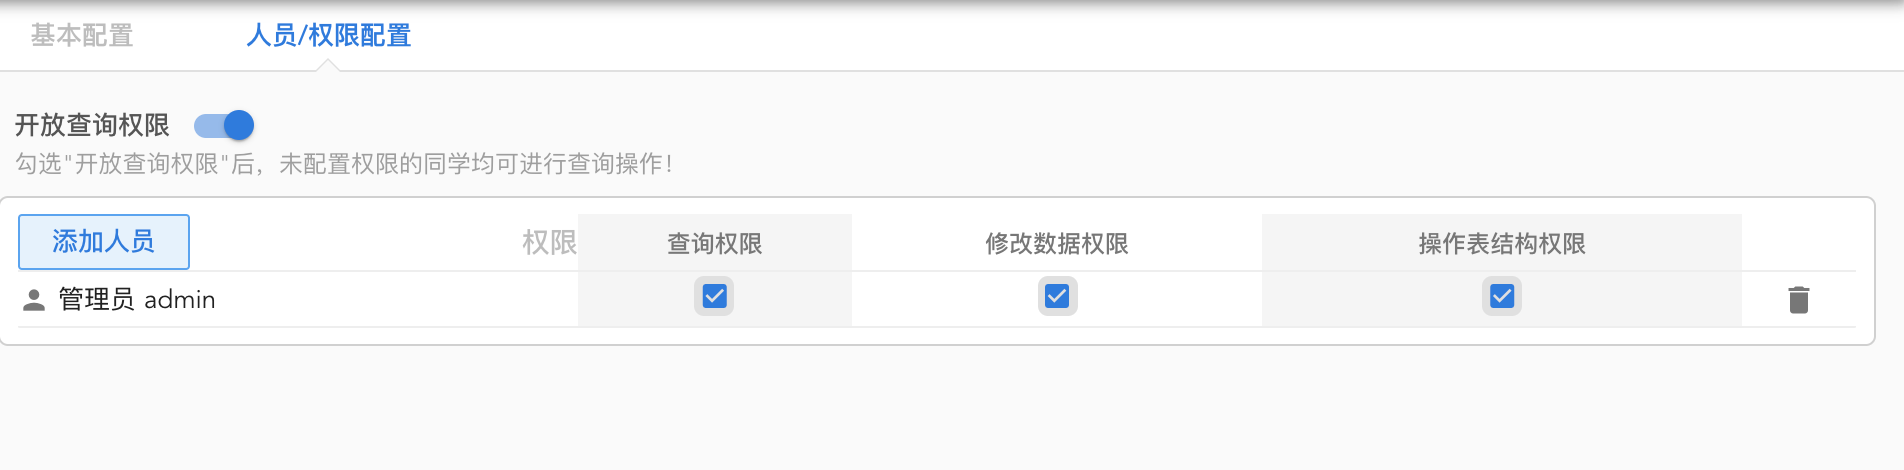 基本配置 人员/权限配置
开放查询权限
勾选"开放查询权限"后，未配置权限的同学均可进行查询操作！
添加人员 权限 查询权限 修改数据权限 操作表结构权限
管理员 admin